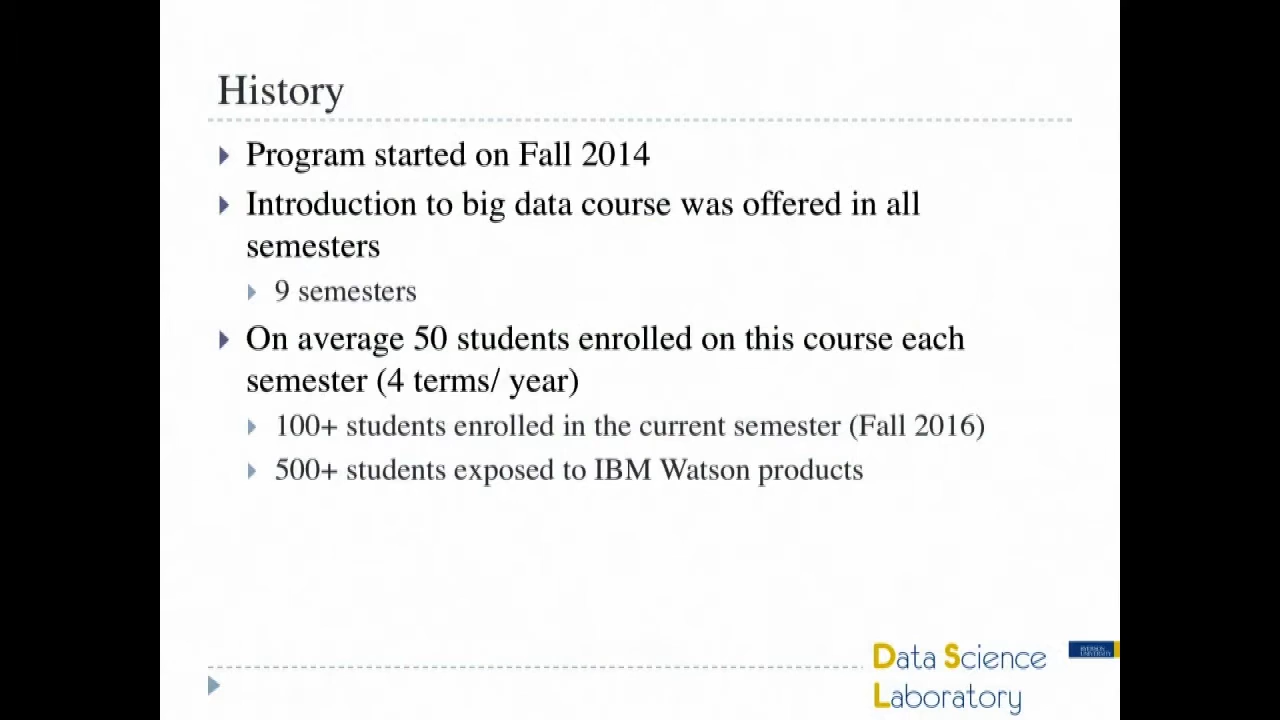 History
Program started on Fall 2014
Introduction to big data course was offered in all
semesters
9 semesters
On average 50 students enrolled on this course each
semester (4 terms/ year)
100+ students enrolled in the current semester (Fall 2016)
500+ students exposed to IBM Watson products
Data Science
Laboratory
RYERSON
UNIVERSITY